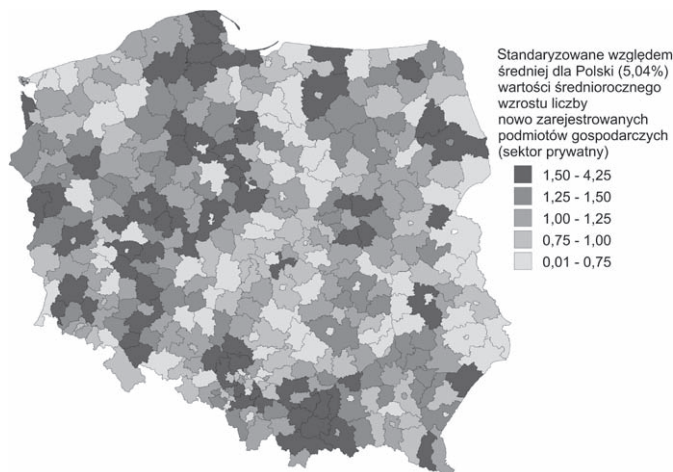 Standaryzowane względem
średniej dla Polski (5,04%)
wartości średniorocznego
wzrostu liczby
nowo zarejestrowanych
podmiotów gospodarczych
(sektor prywatny)
1,50 - 4,25
1,25 - 1,50
1,00 - 1,25
0,75 - 1,00
0,01 - 0,75